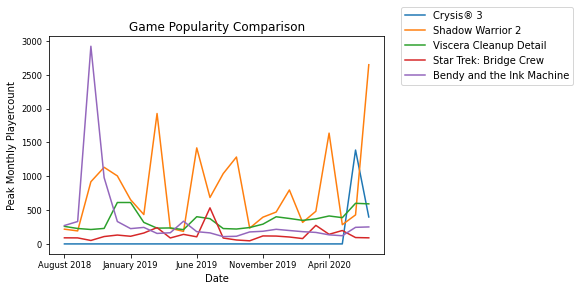 Game Popularity Comparison
Crysis® 3
Shadow Warrior 2
Viscera Cleanup Detail
Star Trek: Bridge Crew
Bendy and the Ink Machine
Peak Monthly Playercount
3000
2500
2000
1500
1000
500
0
August 2018 January 2019 June 2019 November 2019 April 2020
Date